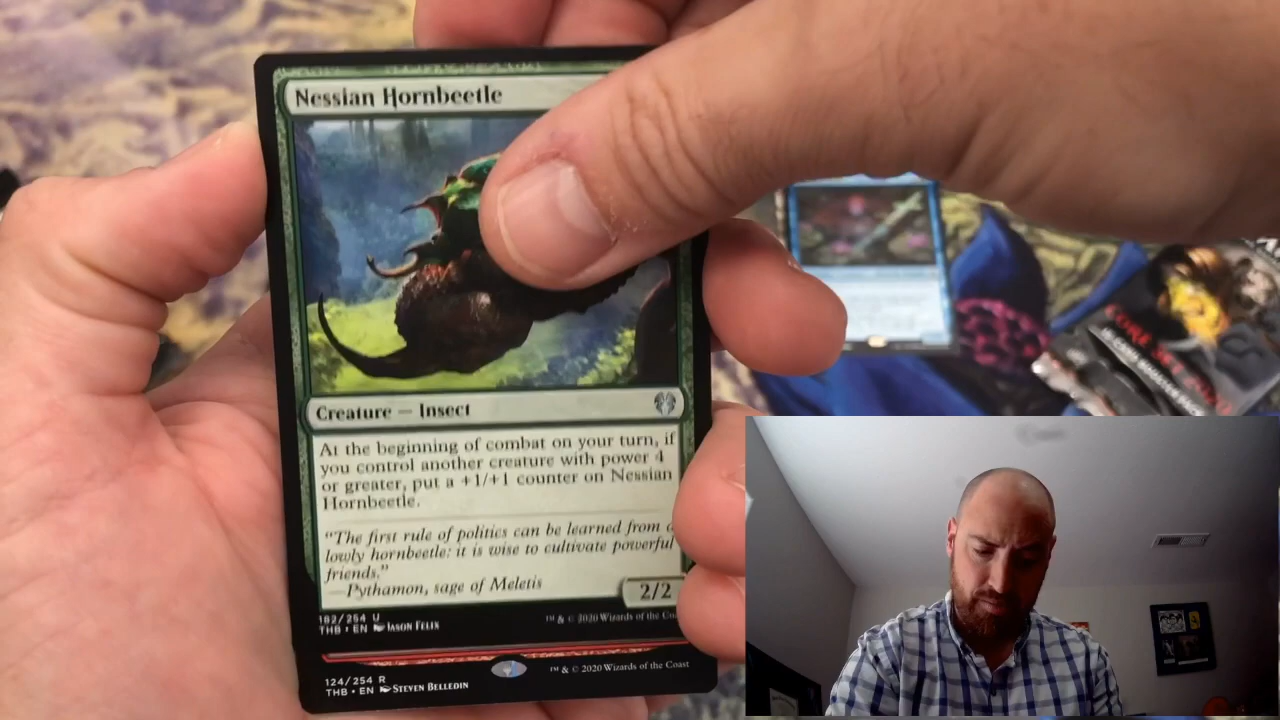 Nessian Hornbeetle
Creature — Insect
At the beginning of combat on your turn, if
you control another creature with power 4
or greater, put a +1/+1 counter on Nessian
Hornbeetle.
"The first rule of politics can be learned from a
lowly hornbeetle: it is wise to cultivate powerful
friends."
—Pythamon, sage of Meletis
2/2
182/254 U
THB • EN JASON FELIX
™ & © 2020 Wizards of the
124/254 R
THB • EN STEVEN BELLEDIN
™ & © 2020 Wizards of the Coast
CORE SET